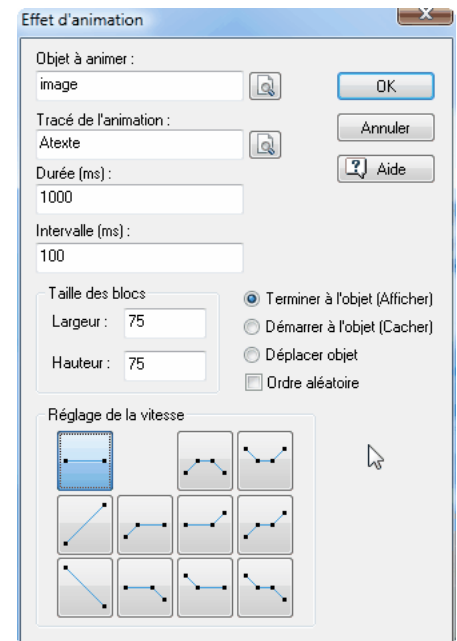 Effet d'animation
Objet à animer :
image
OK
Tracé de l'animation :
Annuler
Atexte
Aide
Durée (ms) :
1000
Intervalle (ms) :
100
Taille des blocs
Largeur : 75
Hauteur : 75
Terminer à l'objet (Afficher)
Démarrer à l'objet (Cacher)
Déplacer objet
Ordre aléatoire
Réglage de la vitesse